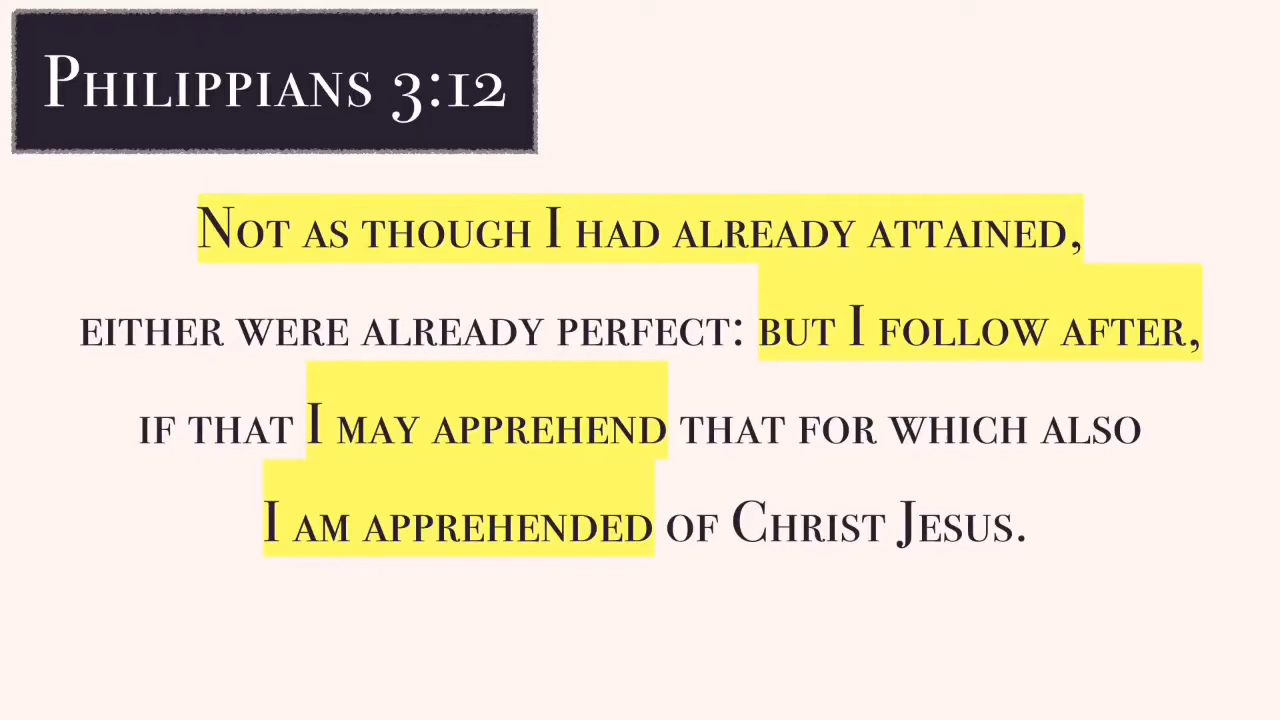 Philippians 3:12
Not as though I had already attained,
either were already perfect: but I follow after,
if that I may apprehend that for which also
I am apprehended of Christ Jesus.